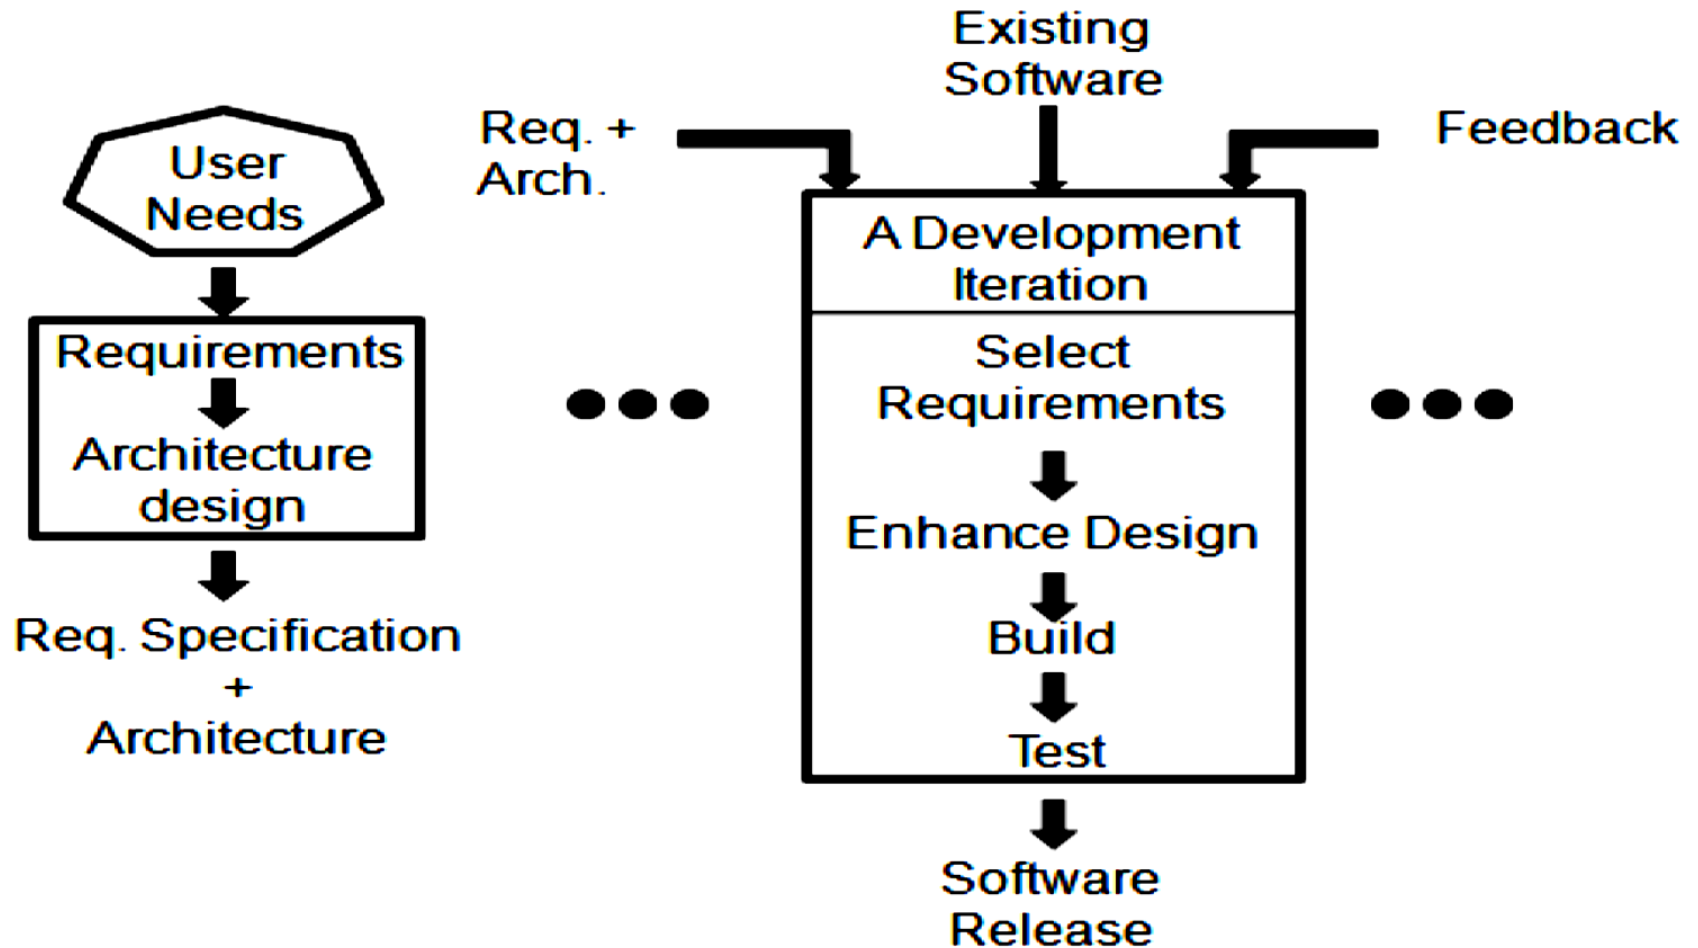 User
Needs
Requirements
Architecture
design
Req. Specification
+
Architecture
Req. +
Arch.
Existing
Software
Feedback
A Development
Iteration
Select
Requirements
Enhance Design
Build
Test
Software
Release